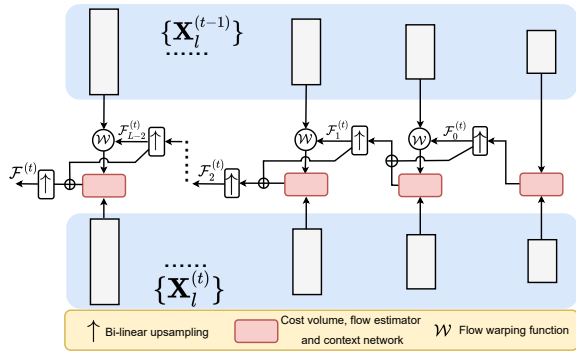 {𝐗_l^{(t-1)}}
......
𝒲 𝓕_{L-2}^{(t)} ↑ 𝒲 𝓕_1^{(t)} ↑ 𝒲 𝓕_0^{(t)} ↑
𝓕^{(t)} ↑ 𝓕_2^{(t)} ↑
......
{𝐗_l^{(t)}}
↑ Bi-linear upsampling
Cost volume, flow estimator
and context network
𝒲 Flow warping function